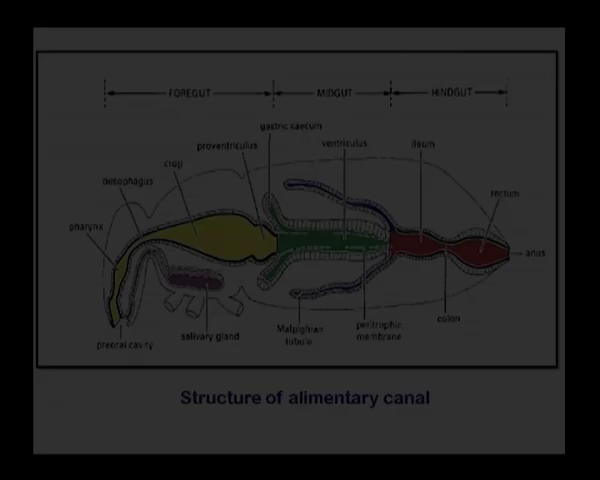 FOREGUT MIDGUT HINDGUT
gastric caecum
proventriculus ventriculus ileum
crop
oesophagus rectum
pharynx
anus
colon
preoral cavity salivary gland Malpighian tubule peritrophic membrane
Structure of alimentary canal